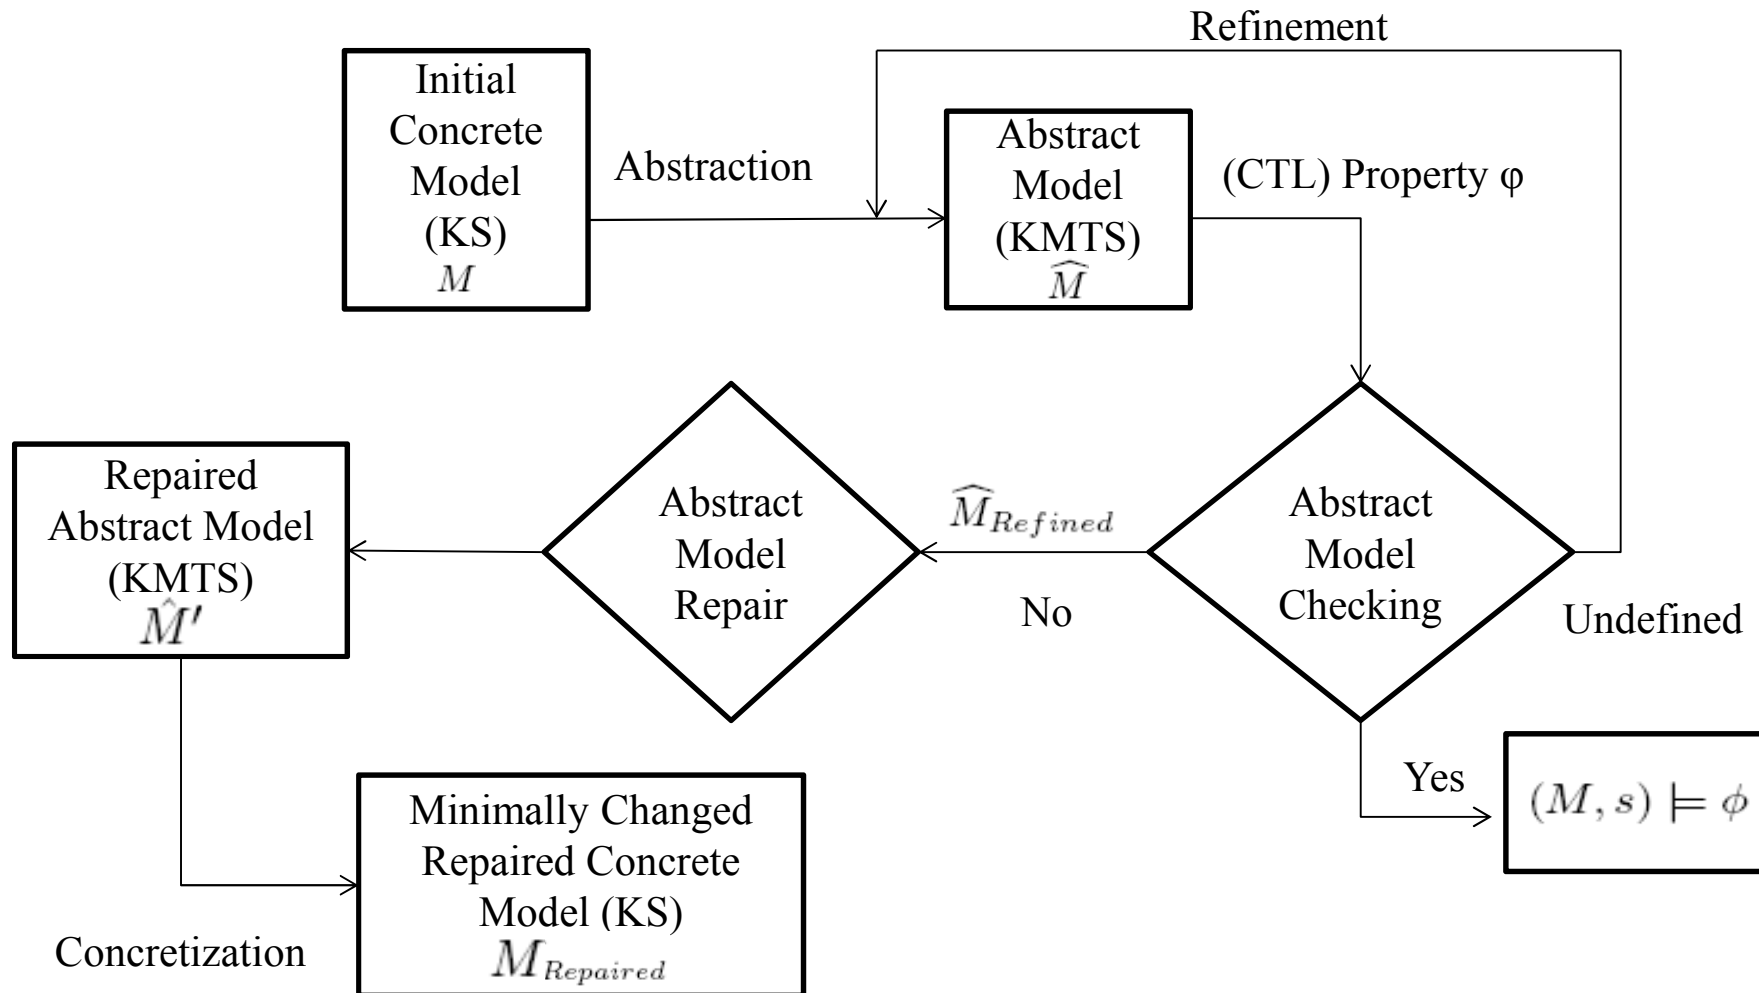 Refinement
Initial
Concrete
Model
(KS)
M
Abstraction
Abstract
Model
(KMTS)
M̂
(CTL) Property φ
Repaired
Abstract Model
(KMTS)
M̂′
Abstract
Model
Repair
M̂Refined
No
Abstract
Model
Checking
Undefined
Yes
(M, s) ⊨ ϕ
Minimally Changed
Repaired Concrete
Model (KS)
MRepaired
Concretization